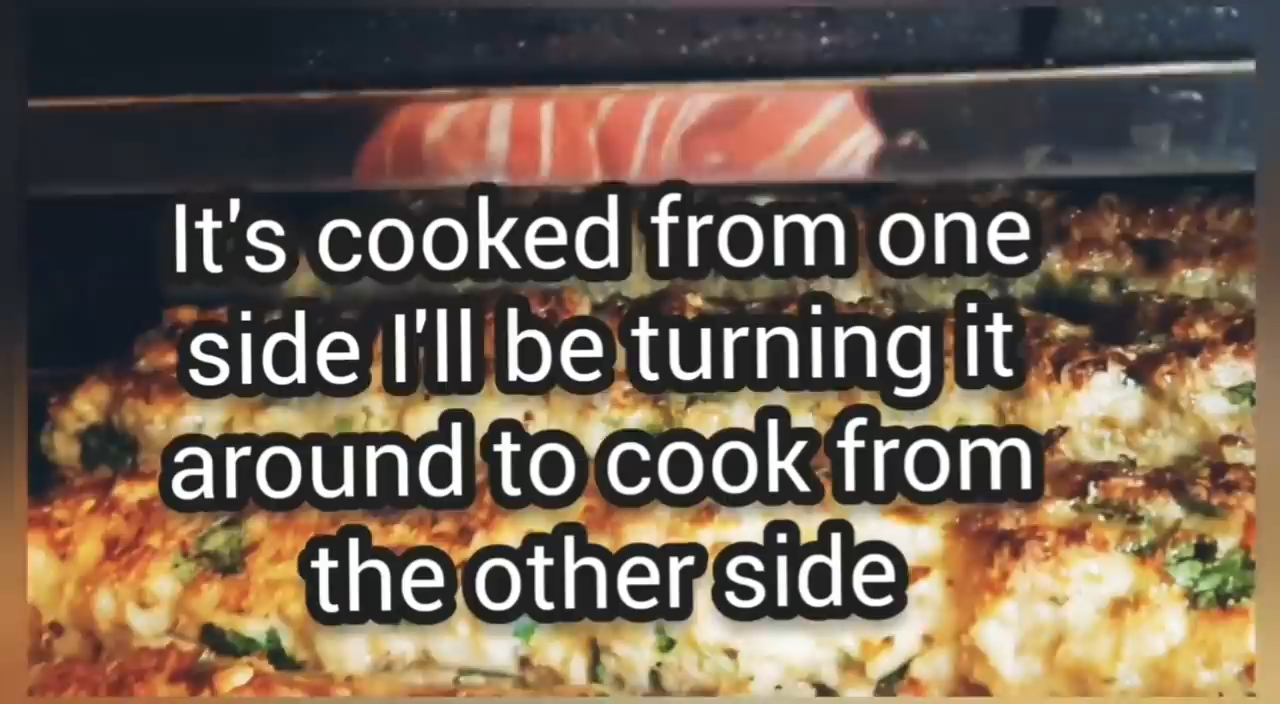 It's cooked from one
side I'll be turning it
around to cook from
the other side